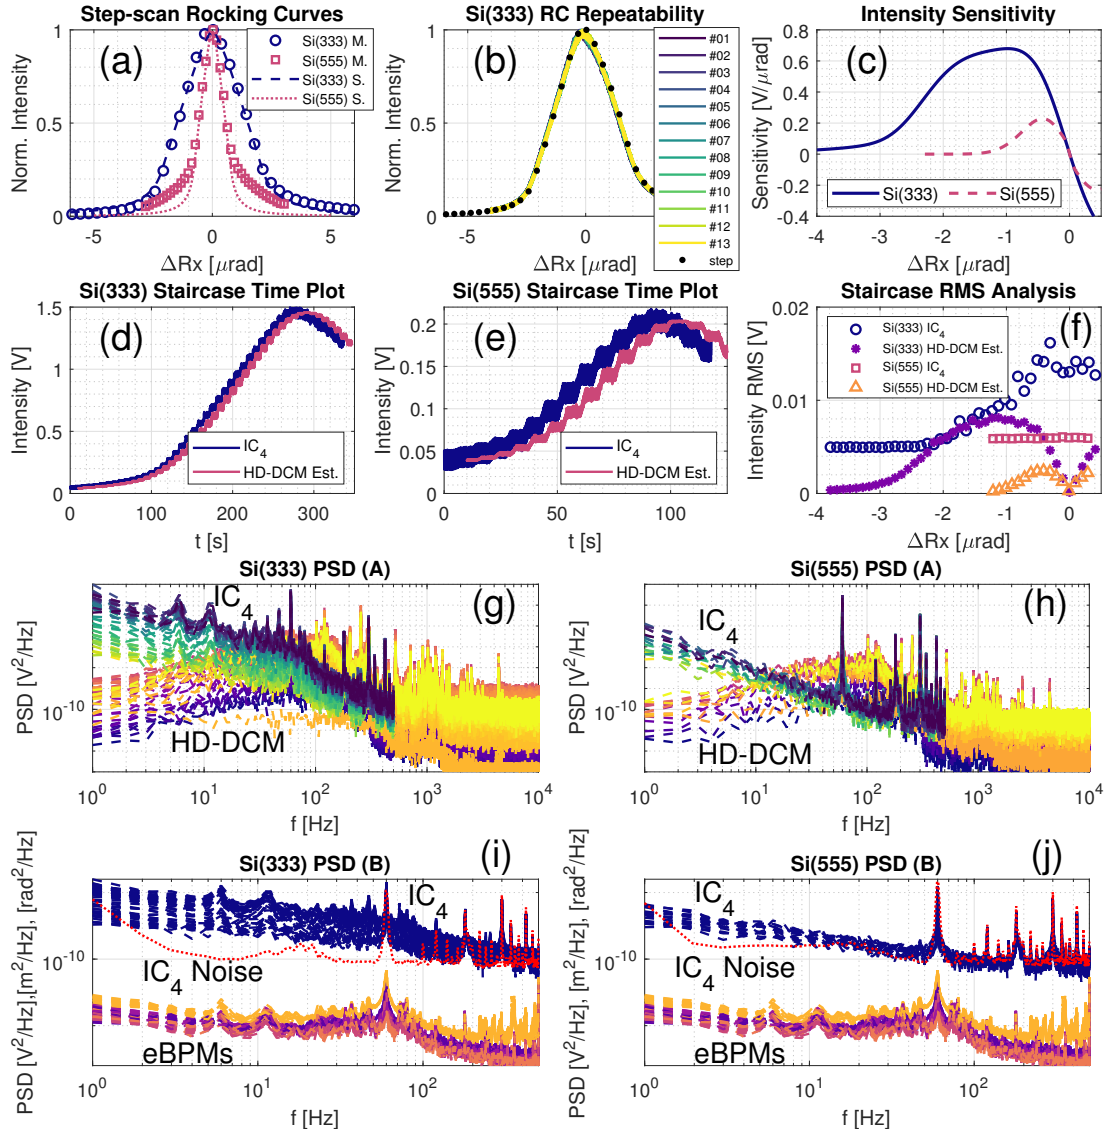 Step-scan Rocking Curves
(a)
Si(333) M.
Si(555) M.
Si(333) S.
Si(555) S.
Norm. Intensity
1
0.5
0
-5
0
5
ΔRx [μrad]
Si(333) RC Repeatability
(b)
#01
#02
#03
#04
#05
#06
#07
#08
#09
#10
#11
#12
#13
step
Norm. Intensity
1
0.5
0
-5
0
ΔRx [μrad]
Intensity Sensitivity
(c)
Si(333)
Si(555)
Sensitivity [V/μrad]
0.8
0.6
0.4
0.2
0
-0.2
-0.4
-4
-3
-2
-1
0
ΔRx [μrad]
Si(333) Staircase Time Plot
(d)
IC4
HD-DCM Est.
Intensity [V]
1.5
1
0.5
0
0
100
200
300
t [s]
Si(555) Staircase Time Plot
(e)
IC4
HD-DCM Est.
Intensity [V]
0.2
0.15
0.1
0.05
0
0
50
100
t [s]
Staircase RMS Analysis
(f)
Si(333) IC4
Si(333) HD-DCM Est.
Si(555) IC4
Si(555) HD-DCM Est.
Intensity RMS [V]
0.02
0.01
0
-4
-3
-2
-1
0
ΔRx [μrad]
Si(333) PSD (A)
(g)
IC4
HD-DCM
PSD [V²/Hz]
10⁻¹⁰
10⁰
10¹
10²
10³
10⁴
f [Hz]
Si(555) PSD (A)
(h)
IC4
HD-DCM
PSD [V²/Hz]
10⁻¹⁰
10⁰
10¹
10²
10³
10⁴
f [Hz]
Si(333) PSD (B)
(i)
IC4
IC4 Noise
eBPMs
PSD [V²/Hz],[m²/Hz], [rad²/Hz]
10⁻¹⁰
10⁰
10¹
10²
f [Hz]
Si(555) PSD (B)
(j)
IC4
IC4 Noise
eBPMs
PSD [V²/Hz], [m²/Hz], [rad²/Hz]
10⁻¹⁰
10⁰
10¹
10²
f [Hz]